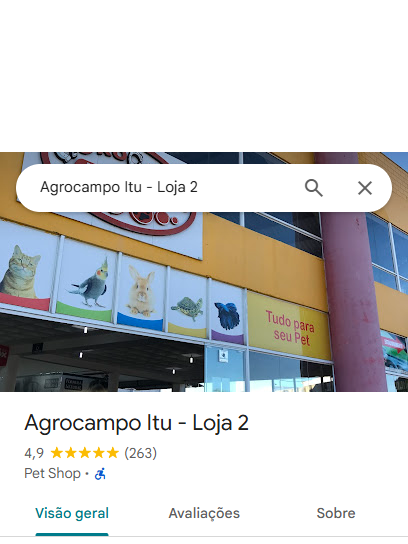 Agrocampo Itu - Loja 2
Tudo para
seu Pet
Agrocampo Itu - Loja 2
4,9 (263)
Pet Shop ·
Visão geral Avaliações Sobre